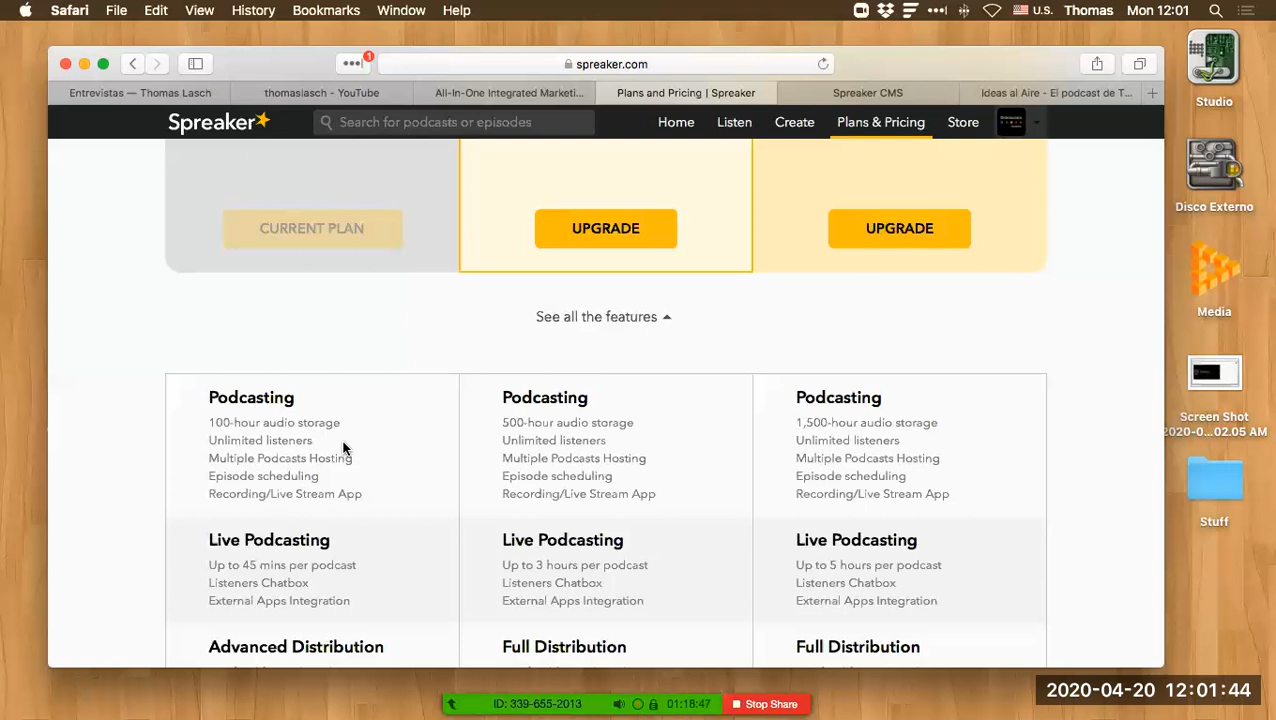 Safari File Edit View History Bookmarks Window Help U.S. Thomas Mon 12:01
1
spreaker.com
Entrevistas — Thomas Lasch thomaslasch - YouTube All-In-One Integrated Marketi... Plans and Pricing | Spreaker Spreaker CMS Ideas al Aire - El podcast de T...
Spreaker Search for podcasts or episodes Home Listen Create Plans & Pricing Store
Studio
Disco Externo
CURRENT PLAN UPGRADE UPGRADE
See all the features
Media
Podcasting Podcasting Podcasting
100-hour audio storage 500-hour audio storage 1,500-hour audio storage
Unlimited listeners Unlimited listeners Unlimited listeners
Multiple Podcasts Hosting Multiple Podcasts Hosting Multiple Podcasts Hosting
Episode scheduling Episode scheduling Episode scheduling
Recording/Live Stream App Recording/Live Stream App Recording/Live Stream App
Screen Shot
2020-0...02.05 AM
Live Podcasting Live Podcasting Live Podcasting
Up to 45 mins per podcast Up to 3 hours per podcast Up to 5 hours per podcast
Listeners Chatbox Listeners Chatbox Listeners Chatbox
External Apps Integration External Apps Integration External Apps Integration
Stuff
Advanced Distribution Full Distribution Full Distribution
2020-04-20 12:01:44
ID: 339-655-2013 01:18:47 Stop Share